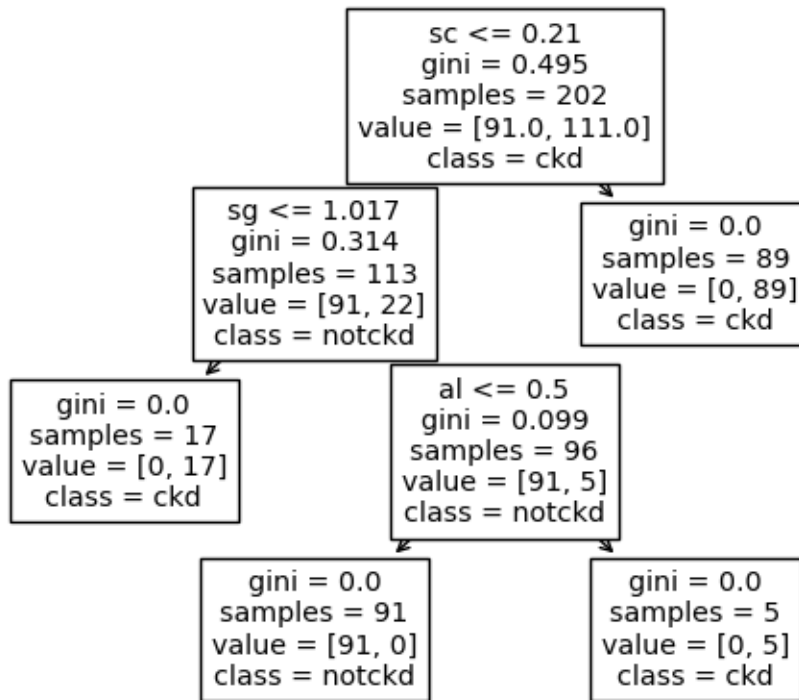 sc <= 0.21
gini = 0.495
samples = 202
value = [91.0, 111.0]
class = ckd
sg <= 1.017
gini = 0.314
samples = 113
value = [91, 22]
class = notckd
gini = 0.0
samples = 89
value = [0, 89]
class = ckd
gini = 0.0
samples = 17
value = [0, 17]
class = ckd
al <= 0.5
gini = 0.099
samples = 96
value = [91, 5]
class = notckd
gini = 0.0
samples = 91
value = [91, 0]
class = notckd
gini = 0.0
samples = 5
value = [0, 5]
class = ckd